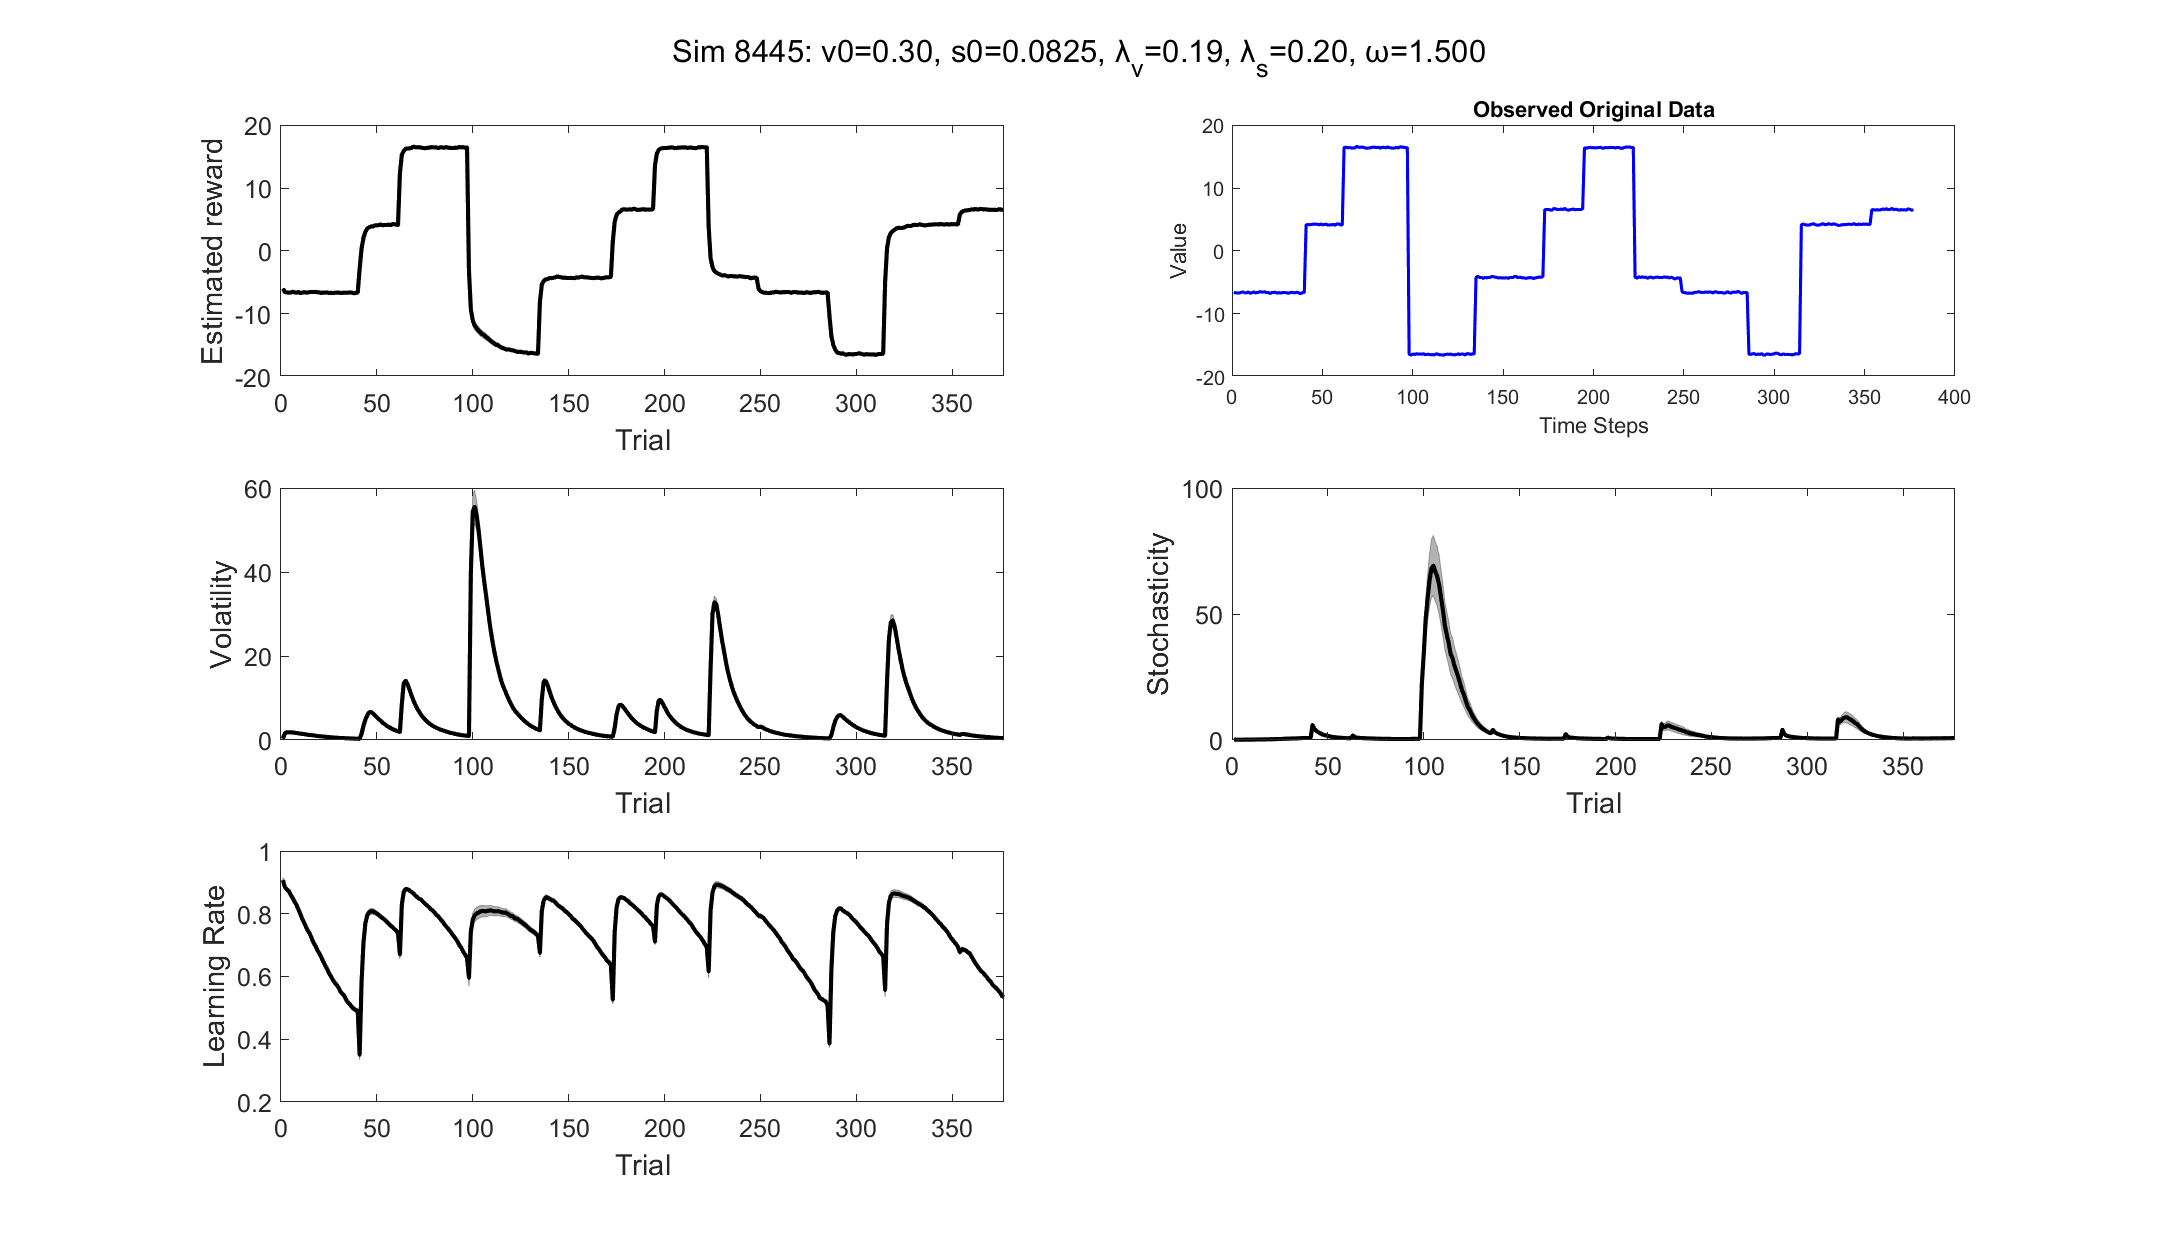 Sim 8445: v0=0.30, s0=0.0825, λ_v=0.19, λ_s=0.20, ω=1.500
20
10
0
-10
-20
Estimated reward
0 50 100 150 200 250 300 350
Trial
Observed Original Data
20
10
0
-10
-20
Value
0 50 100 150 200 250 300 350 400
Time Steps
60
40
20
0
Volatility
0 50 100 150 200 250 300 350
Trial
100
50
0
Stochasticity
0 50 100 150 200 250 300 350
Trial
1
0.8
0.6
0.4
0.2
Learning Rate
0 50 100 150 200 250 300 350
Trial